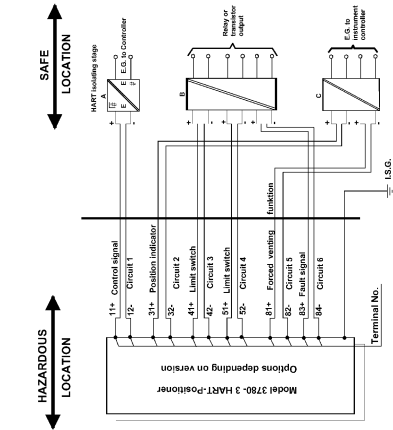 SAFE
LOCATION
HART isolating stage
E.G. to Controller
A
E
E
+
-
Relay or
transistor
output
B
+
-
+
-
+
-
E.G. to
instrument
controller
C
+
-
+
-
I.S.G.
11+ Control signal
12- Circuit 1
31+ Position indicator
32- Circuit 2
41+ Limit switch
42- Circuit 3
51+ Limit switch
52- Circuit 4
81+ Forced venting funktion
82- Circuit 5
83+ Fault signal
84- Circuit 6
Terminal No.
HAZARDOUS
LOCATION
Model 3780-3 HART-Positioner
Options depending on version